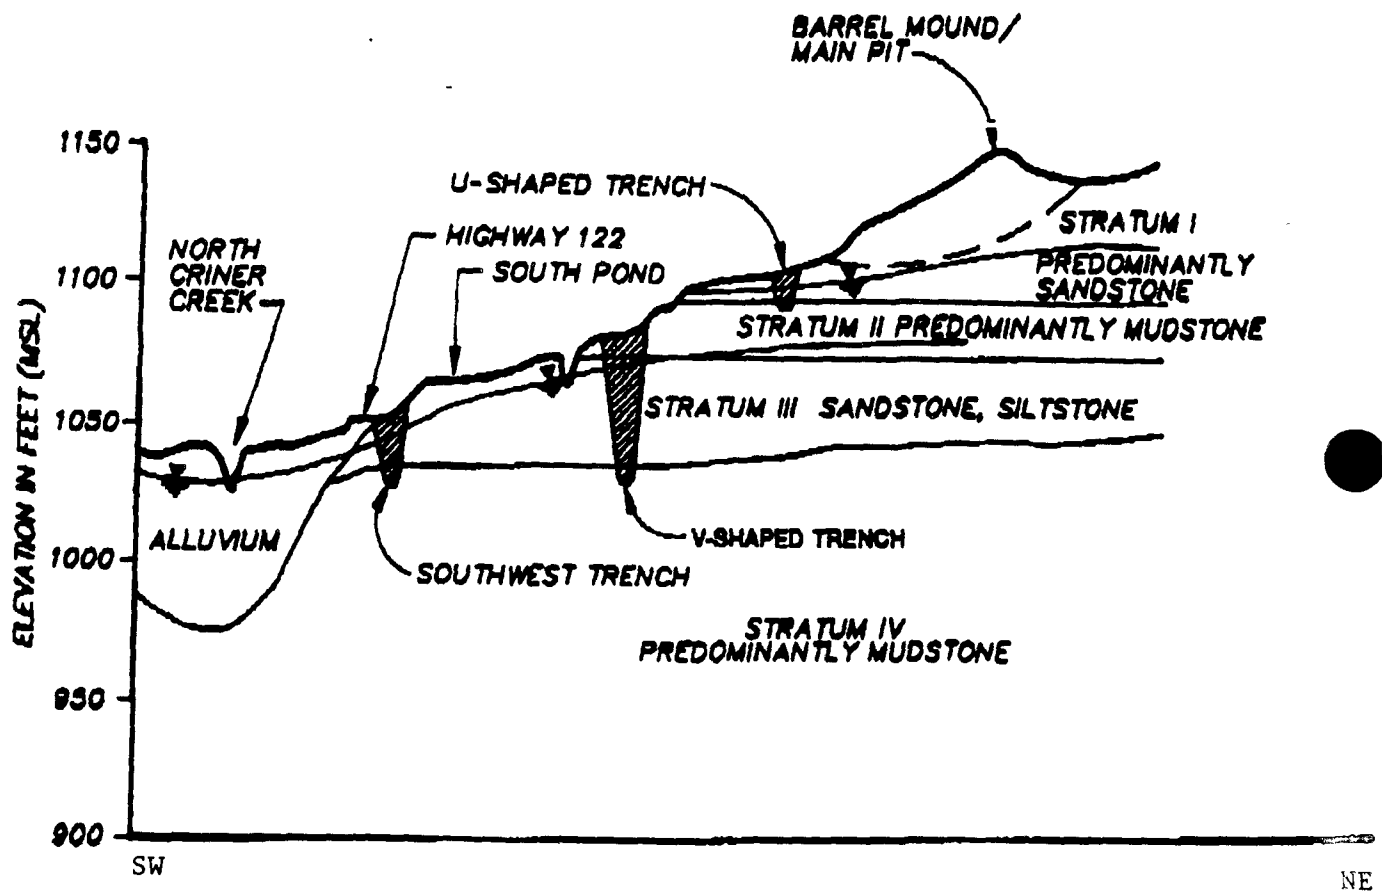 BARREL MOUND/
MAIN PIT
1150
U-SHAPED TRENCH
HIGHWAY 122
NORTH
CRINER
CREEK
SOUTH POND
STRATUM I
PREDOMINANTLY
SANDSTONE
1100
STRATUM II PREDOMINANTLY MUDSTONE
ELEVATION IN FEET (MSL)
1050
STRATUM III SANDSTONE, SILTSTONE
ALLUVIUM
V-SHAPED TRENCH
1000
SOUTHWEST TRENCH
STRATUM IV
PREDOMINANTLY MUDSTONE
950
900
SW
NE